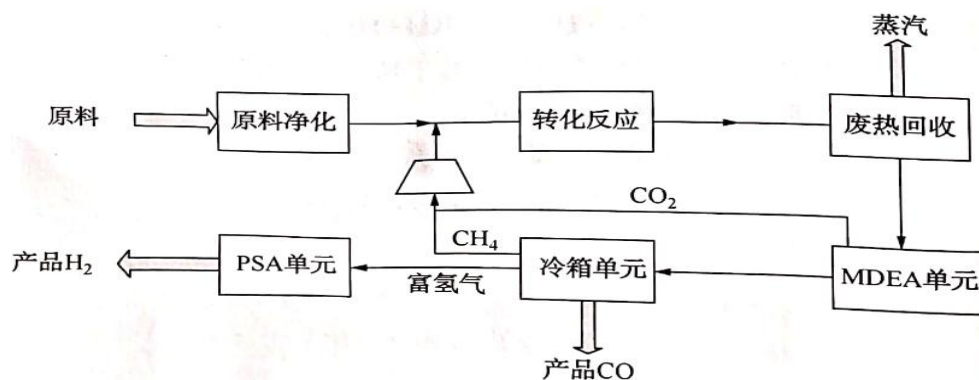 蒸汽
原料
原料净化
转化反应
废热回收
CO₂
CH₄
产品H₂
PSA单元
富氢气
冷箱单元
MDEA单元
产品CO